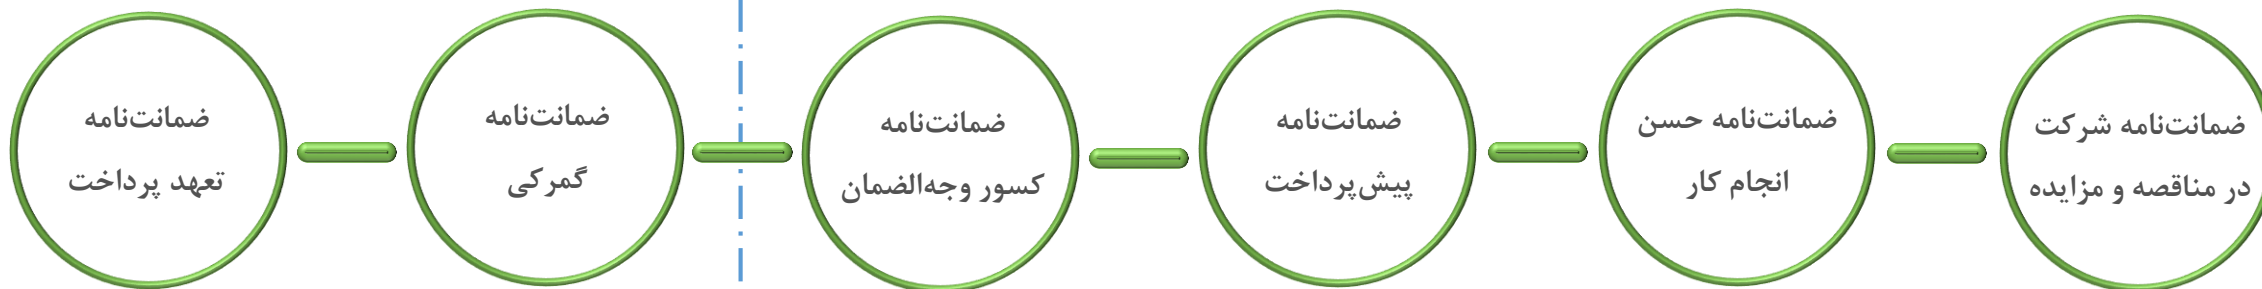 ضمانت‌نامه شرکت
در مناقصه و مزایده
ضمانت‌نامه حسن
انجام کار
ضمانت‌نامه
پیش‌پرداخت
ضمانت‌نامه
کسور وجه‌الضمان
ضمانت‌نامه
گمرکی
ضمانت‌نامه
تعهد پرداخت